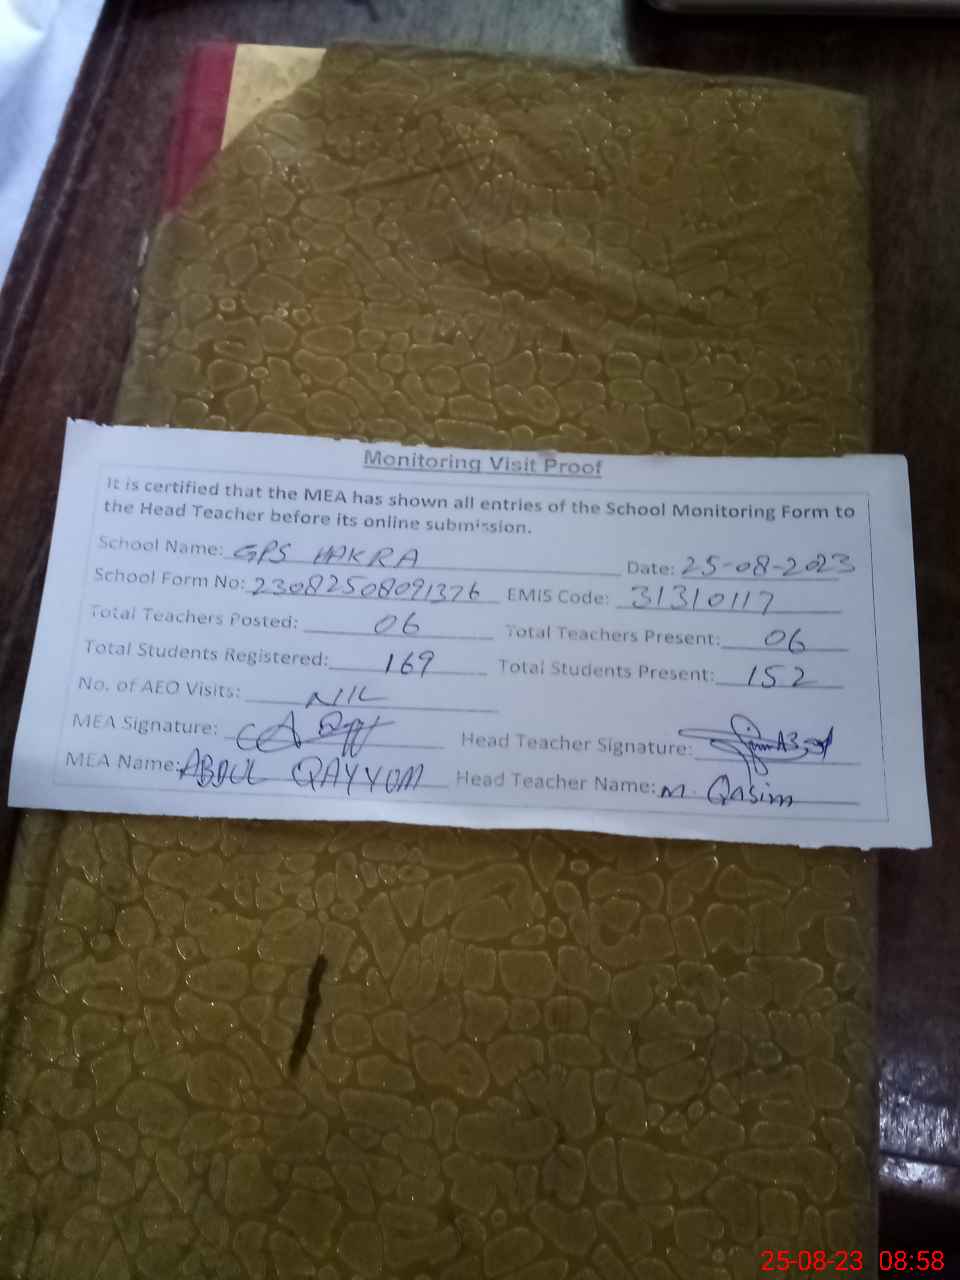 Monitoring Visit Proof
It is certified that the MEA has shown all entries of the School Monitoring Form to
the Head Teacher before its online submission.
School Name: GPS HAKRA Date: 25-08-2023
School Form No: 23082508091326 EMIS Code: 31310117
Total Teachers Posted: 06 Total Teachers Present: 06
Total Students Registered: 169 Total Students Present: 152
No. of AEO Visits: NIL
MEA Signature: Head Teacher Signature:
MEA Name: ABDUL QAYYUM Head Teacher Name: M. Qasim
25-08-23 08:58